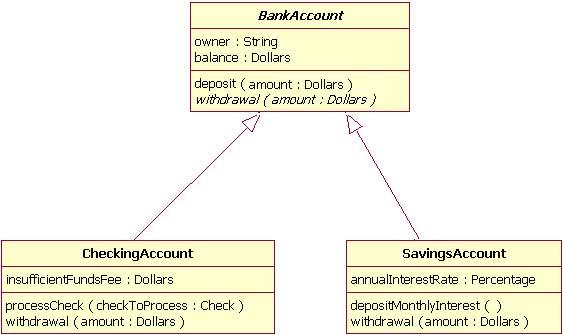 BankAccount
owner : String
balance : Dollars
deposit ( amount : Dollars )
withdrawal ( amount : Dollars )
CheckingAccount
insufficientFundsFee : Dollars
processCheck ( checkToProcess : Check )
withdrawal ( amount : Dollars )
SavingsAccount
annualInterestRate : Percentage
depositMonthlyInterest ( )
withdrawal ( amount : Dollars )